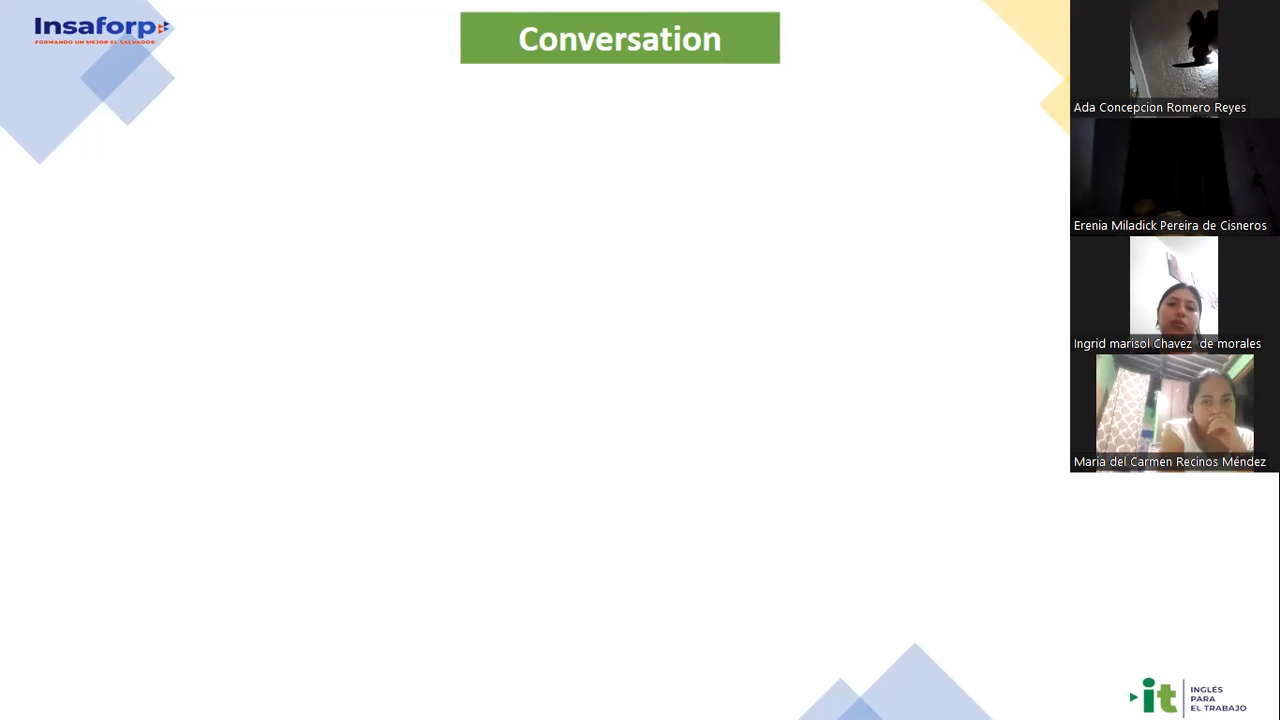 Insaforp
FORMANDO UN MEJOR EL SALVADOR
Conversation
Ada Concepcion Romero Reyes
Erenia Miladick Pereira de Cisneros
Ingrid marisol Chavez de morales
María del Carmen Recinos Méndez
it
INGLÉS
PARA
EL TRABAJO